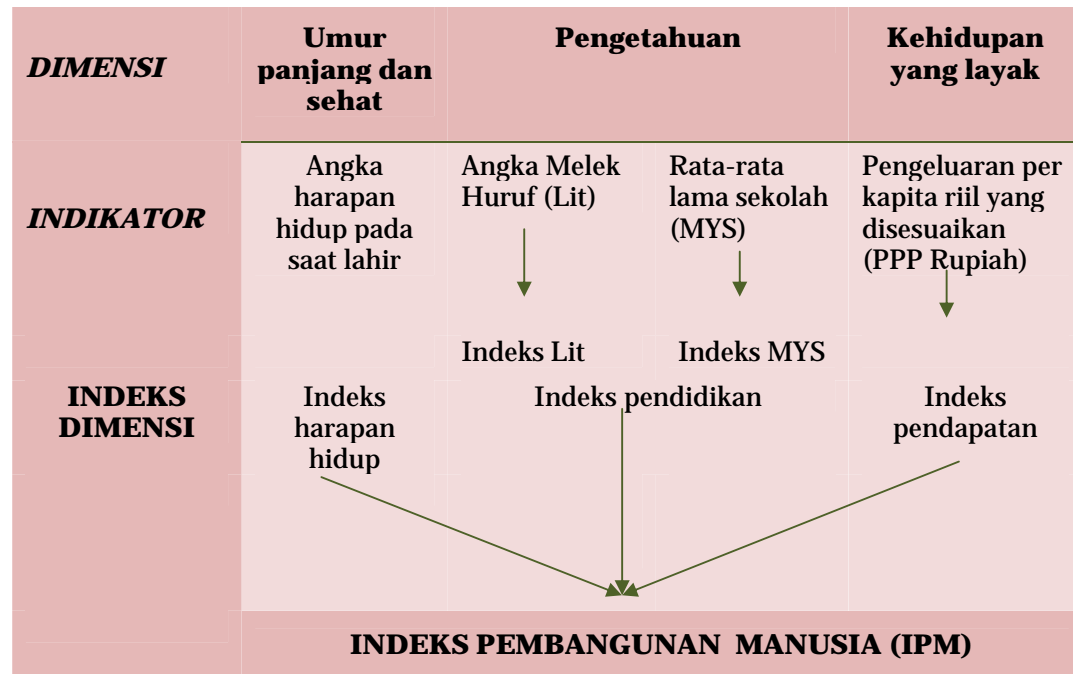 DIMENSI
Umur
panjang dan
sehat
Pengetahuan
Kehidupan
yang layak
INDIKATOR
Angka
harapan
hidup pada
saat lahir
Angka Melek
Huruf (Lit)
Rata-rata
lama sekolah
(MYS)
Pengeluaran per
kapita riil yang
disesuaikan
(PPP Rupiah)
Indeks Lit
Indeks MYS
INDEKS
DIMENSI
Indeks
harapan
hidup
Indeks pendidikan
Indeks
pendapatan
INDEKS PEMBANGUNAN MANUSIA (IPM)